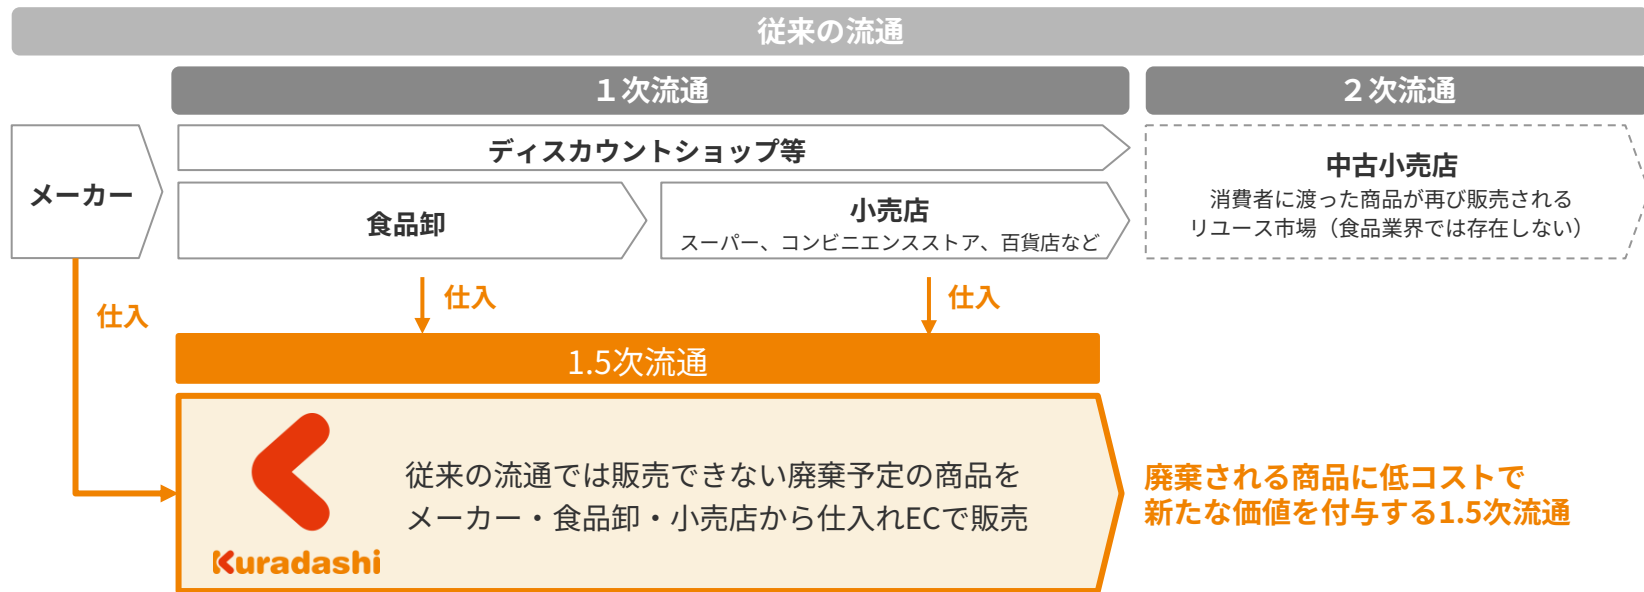 従来の流通
１次流通
２次流通
メーカー
ディスカウントショップ等
食品卸
小売店
スーパー、コンビニエンスストア、百貨店など
中古小売店
消費者に渡った商品が再び販売される
リユース市場（食品業界では存在しない）
仕入
仕入
仕入
1.5次流通
従来の流通では販売できない廃棄予定の商品を
メーカー・食品卸・小売店から仕入れECで販売
Kuradashi
廃棄される商品に低コストで
新たな価値を付与する1.5次流通